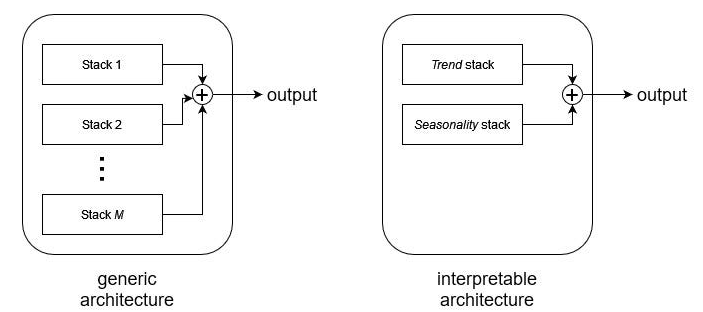 Stack 1
Stack 2
Stack M
output
generic
architecture
Trend stack
Seasonality stack
output
interpretable
architecture